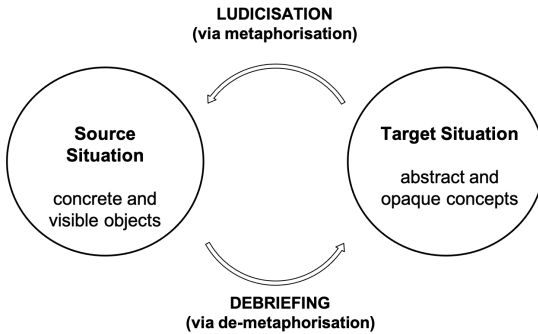 LUDICISATION
(via metaphorisation)
Source
Situation
concrete and
visible objects
Target Situation
abstract and
opaque concepts
DEBRIEFING
(via de-metaphorisation)